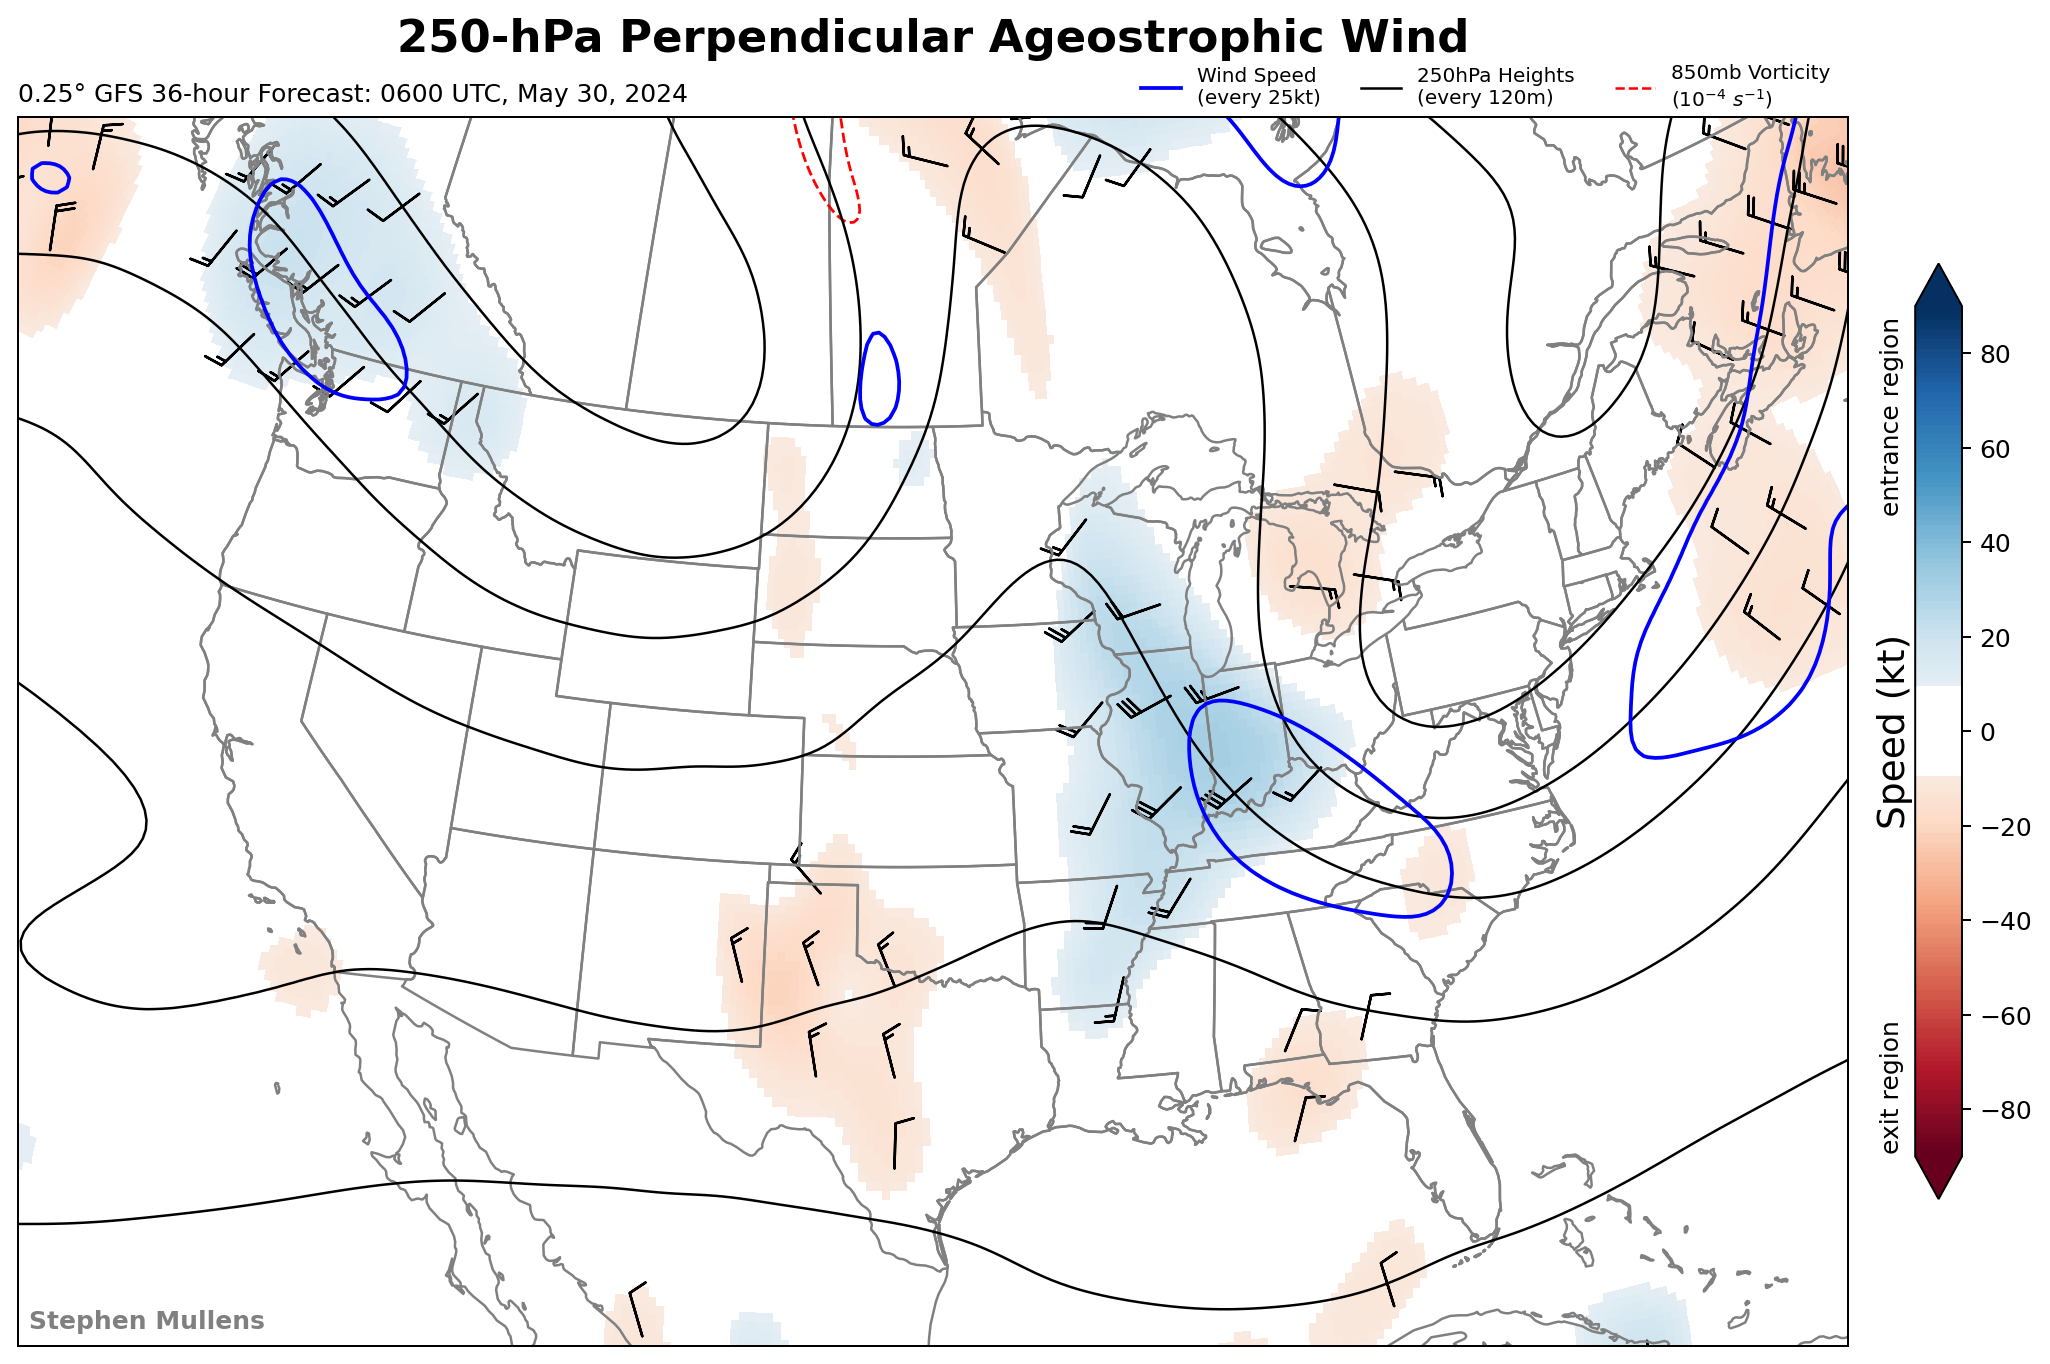 250-hPa Perpendicular Ageostrophic Wind
0.25° GFS 36-hour Forecast: 0600 UTC, May 30, 2024
Wind Speed
(every 25kt)
250hPa Heights
(every 120m)
850mb Vorticity
(10⁻⁴ s⁻¹)
entrance region
Speed (kt)
exit region
80
60
40
20
0
−20
−40
−60
−80
Stephen Mullens